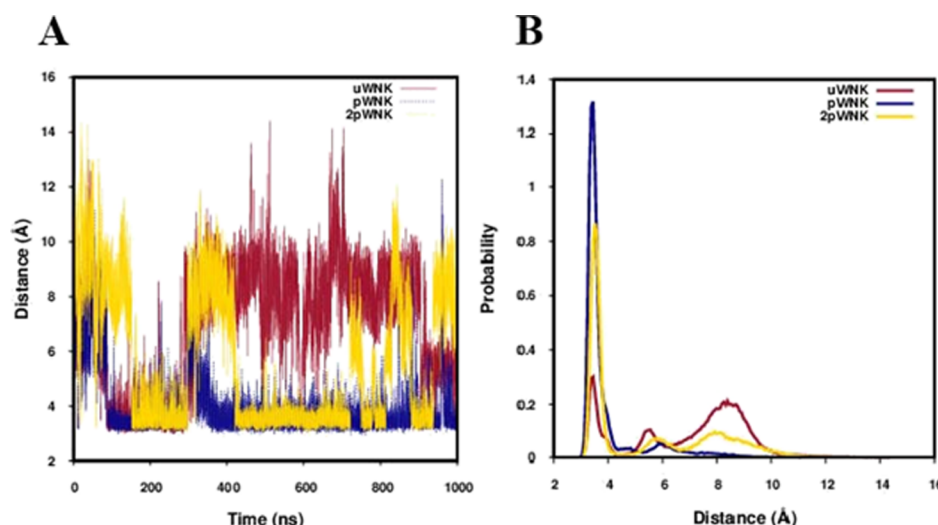 A
uWNK
pWNK
2pWNK
16
14
12
10
8
6
4
2
0 200 400 600 800 1000
Distance (Å)
Time (ns)
B
uWNK
pWNK
2pWNK
1.4
1.2
1
0.8
0.6
0.4
0.2
0
2 4 6 8 10 12 14 16
Probability
Distance (Å)